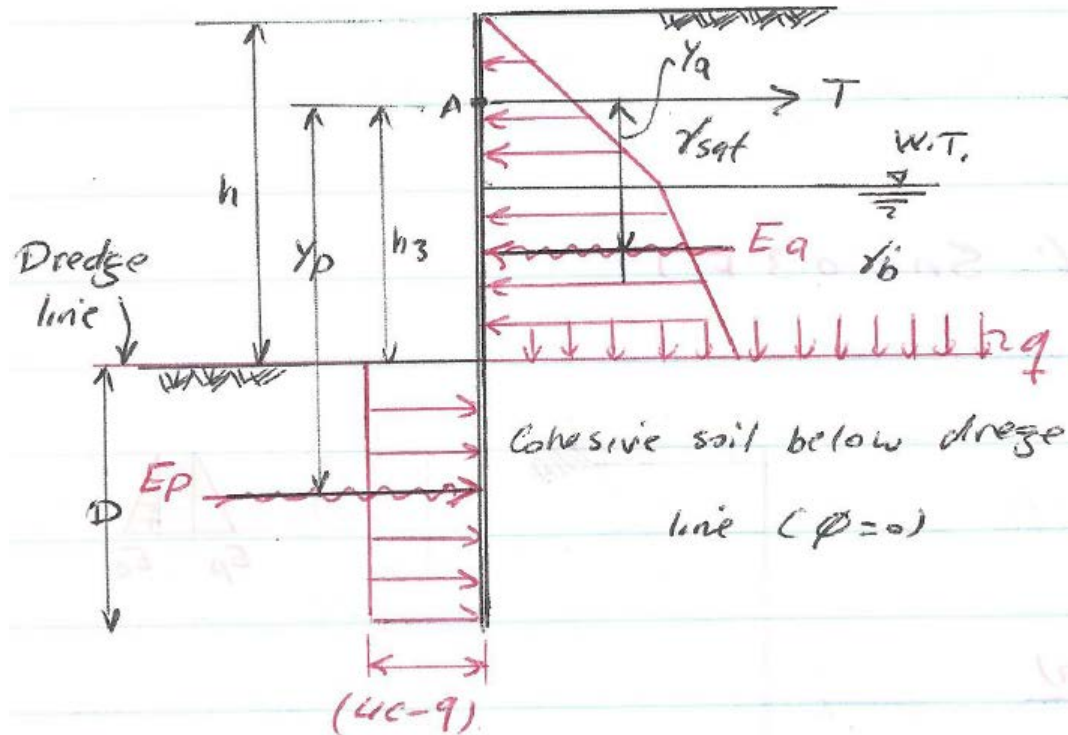 Ya
A
T
γsat
W.T.
h
Yp
h3
Ea
γb
Dredge
line
q
Cohesive soil below drege
line (φ=0)
Ep
D
(4c-q)